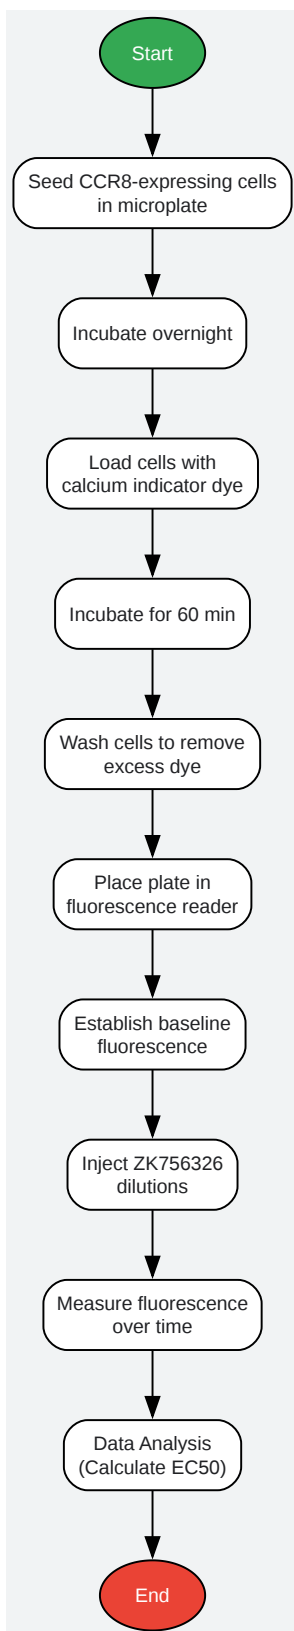 Start
Seed CCR8-expressing cells
in microplate
Incubate overnight
Load cells with
calcium indicator dye
Incubate for 60 min
Wash cells to remove
excess dye
Place plate in
fluorescence reader
Establish baseline
fluorescence
Inject ZK756326
dilutions
Measure fluorescence
over time
Data Analysis
(Calculate EC50)
End